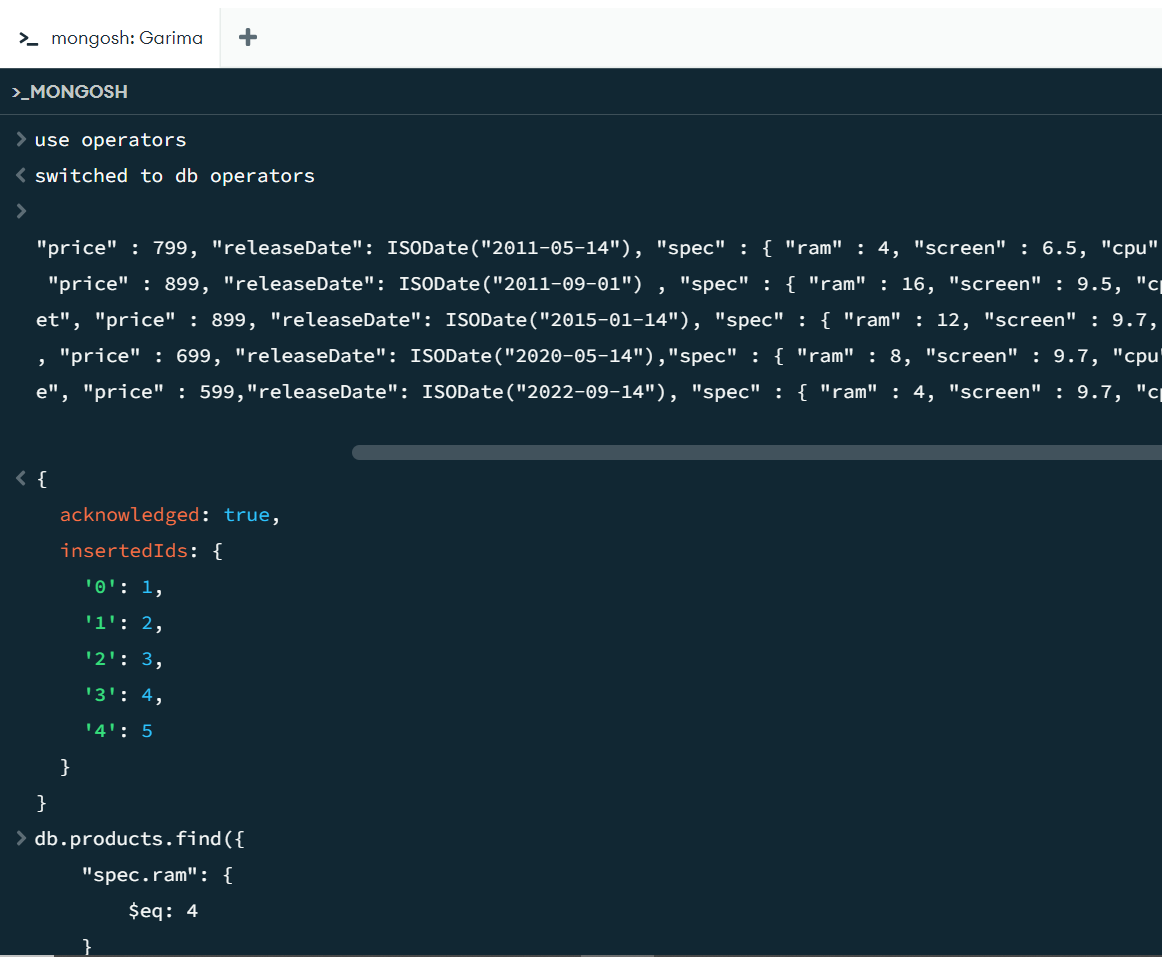 >_ mongosh: Garima +
>_MONGOSH
> use operators
< switched to db operators
>
"price" : 799, "releaseDate": ISODate("2011-05-14"), "spec" : { "ram" : 4, "screen" : 6.5, "cpu"
"price" : 899, "releaseDate": ISODate("2011-09-01") , "spec" : { "ram" : 16, "screen" : 9.5, "cp
et", "price" : 899, "releaseDate": ISODate("2015-01-14"), "spec" : { "ram" : 12, "screen" : 9.7,
, "price" : 699, "releaseDate": ISODate("2020-05-14"),"spec" : { "ram" : 8, "screen" : 9.7, "cpu"
e", "price" : 599,"releaseDate": ISODate("2022-09-14"), "spec" : { "ram" : 4, "screen" : 9.7, "cp
< {
acknowledged: true,
insertedIds: {
'0': 1,
'1': 2,
'2': 3,
'3': 4,
'4': 5
}
}
> db.products.find({
"spec.ram": {
$eq: 4
}